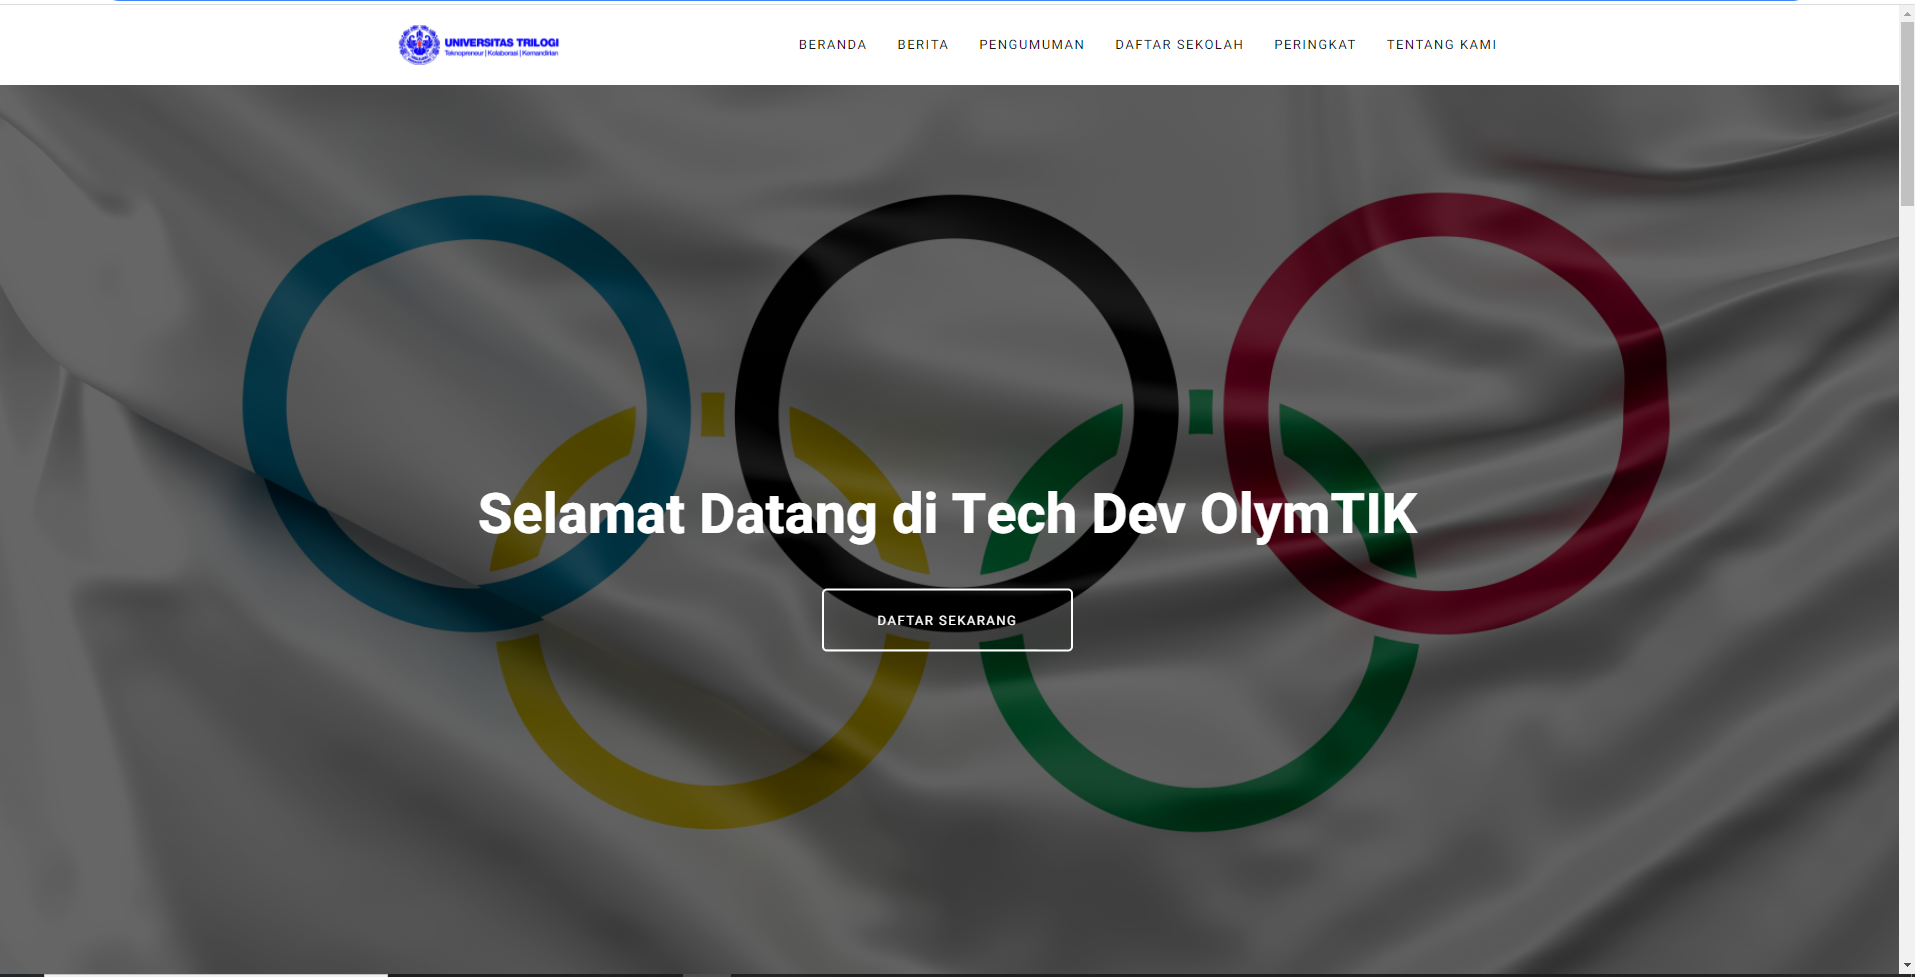 UNIVERSITAS TRILOGI
Teknopreneur | Kolaborasi | Kemandirian
BERANDA
BERITA
PENGUMUMAN
DAFTAR SEKOLAH
PERINGKAT
TENTANG KAMI
Selamat Datang di Tech Dev OlymTIK
DAFTAR SEKARANG